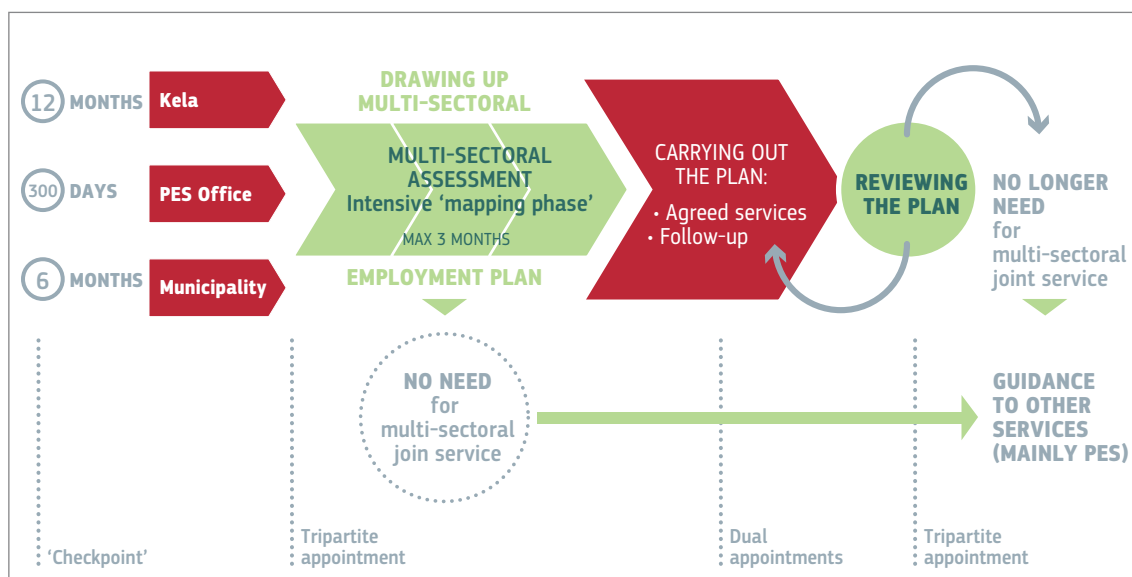 12 MONTHS
Kela
300 DAYS
PES Office
6 MONTHS
Municipality
DRAWING UP
MULTI-SECTORAL
MULTI-SECTORAL
ASSESSMENT
Intensive ‘mapping phase’
MAX 3 MONTHS
EMPLOYMENT PLAN
CARRYING OUT
THE PLAN:
• Agreed services
• Follow-up
REVIEWING
THE PLAN
NO LONGER
NEED
for
multi-sectoral
joint service
NO NEED
for
multi-sectoral
join service
GUIDANCE
TO OTHER
SERVICES
(MAINLY PES)
‘Checkpoint’
Tripartite
appointment
Dual
appointments
Tripartite
appointment